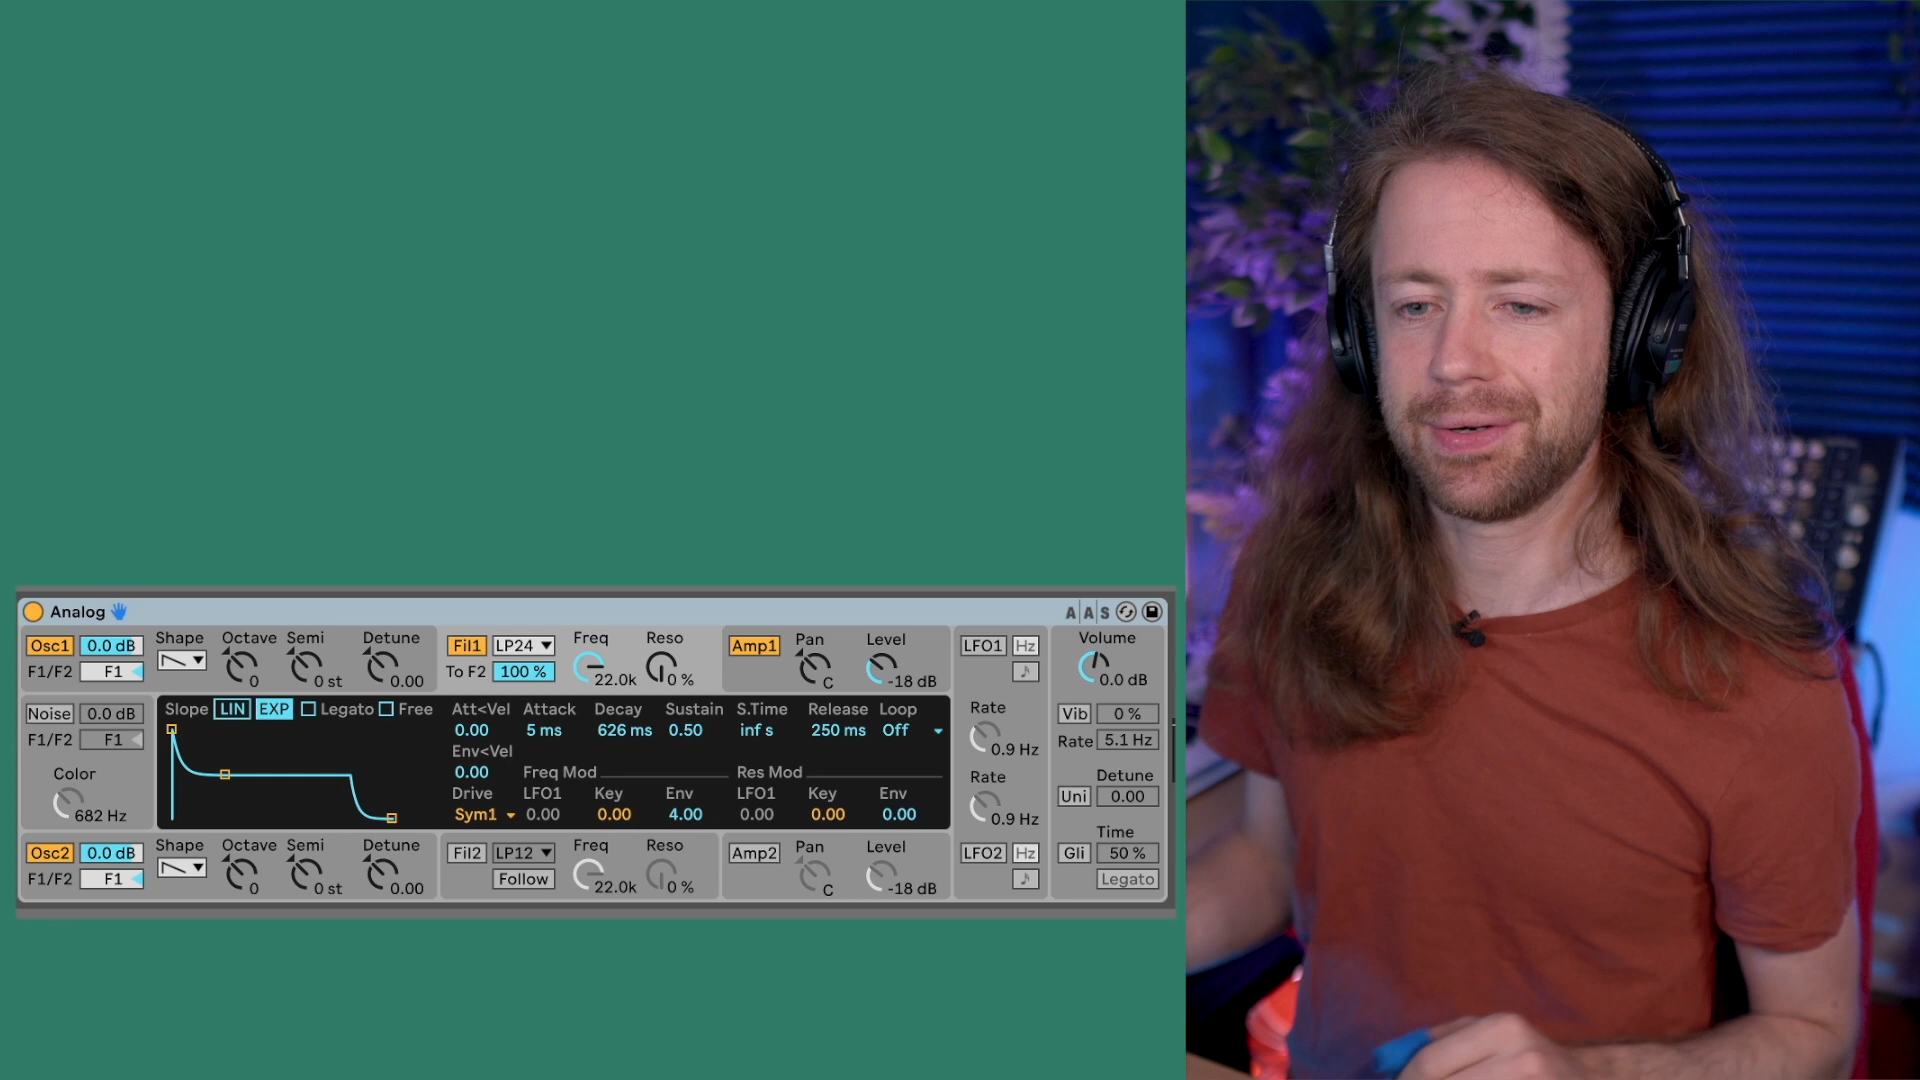 Analog A A S
Osc1 0.0 dB Shape Octave Semi Detune
F1/F2 F1 0 0 st 0.00
Fil1 LP24 Freq Reso
To F2 100 % 22.0k 0 %
Amp1 Pan Level
C -18 dB
LFO1 Hz
Volume
0.0 dB
Noise 0.0 dB
F1/F2 F1
Color
682 Hz
Slope LIN EXP Legato Free
Att<Vel Attack Decay Sustain S.Time Release Loop
0.00 5 ms 626 ms 0.50 inf s 250 ms Off
Env<Vel
0.00 Freq Mod Res Mod
Drive LFO1 Key Env LFO1 Key Env
Sym1 0.00 0.00 4.00 0.00 0.00 0.00
Rate
0.9 Hz
Rate
0.9 Hz
Vib 0 %
Rate 5.1 Hz
Detune
Uni 0.00
Time
Gli 50 %
Legato
Osc2 0.0 dB Shape Octave Semi Detune
F1/F2 F1 0 0 st 0.00
Fil2 LP12 Freq Reso
Follow 22.0k 0 %
Amp2 Pan Level
C -18 dB
LFO2 Hz